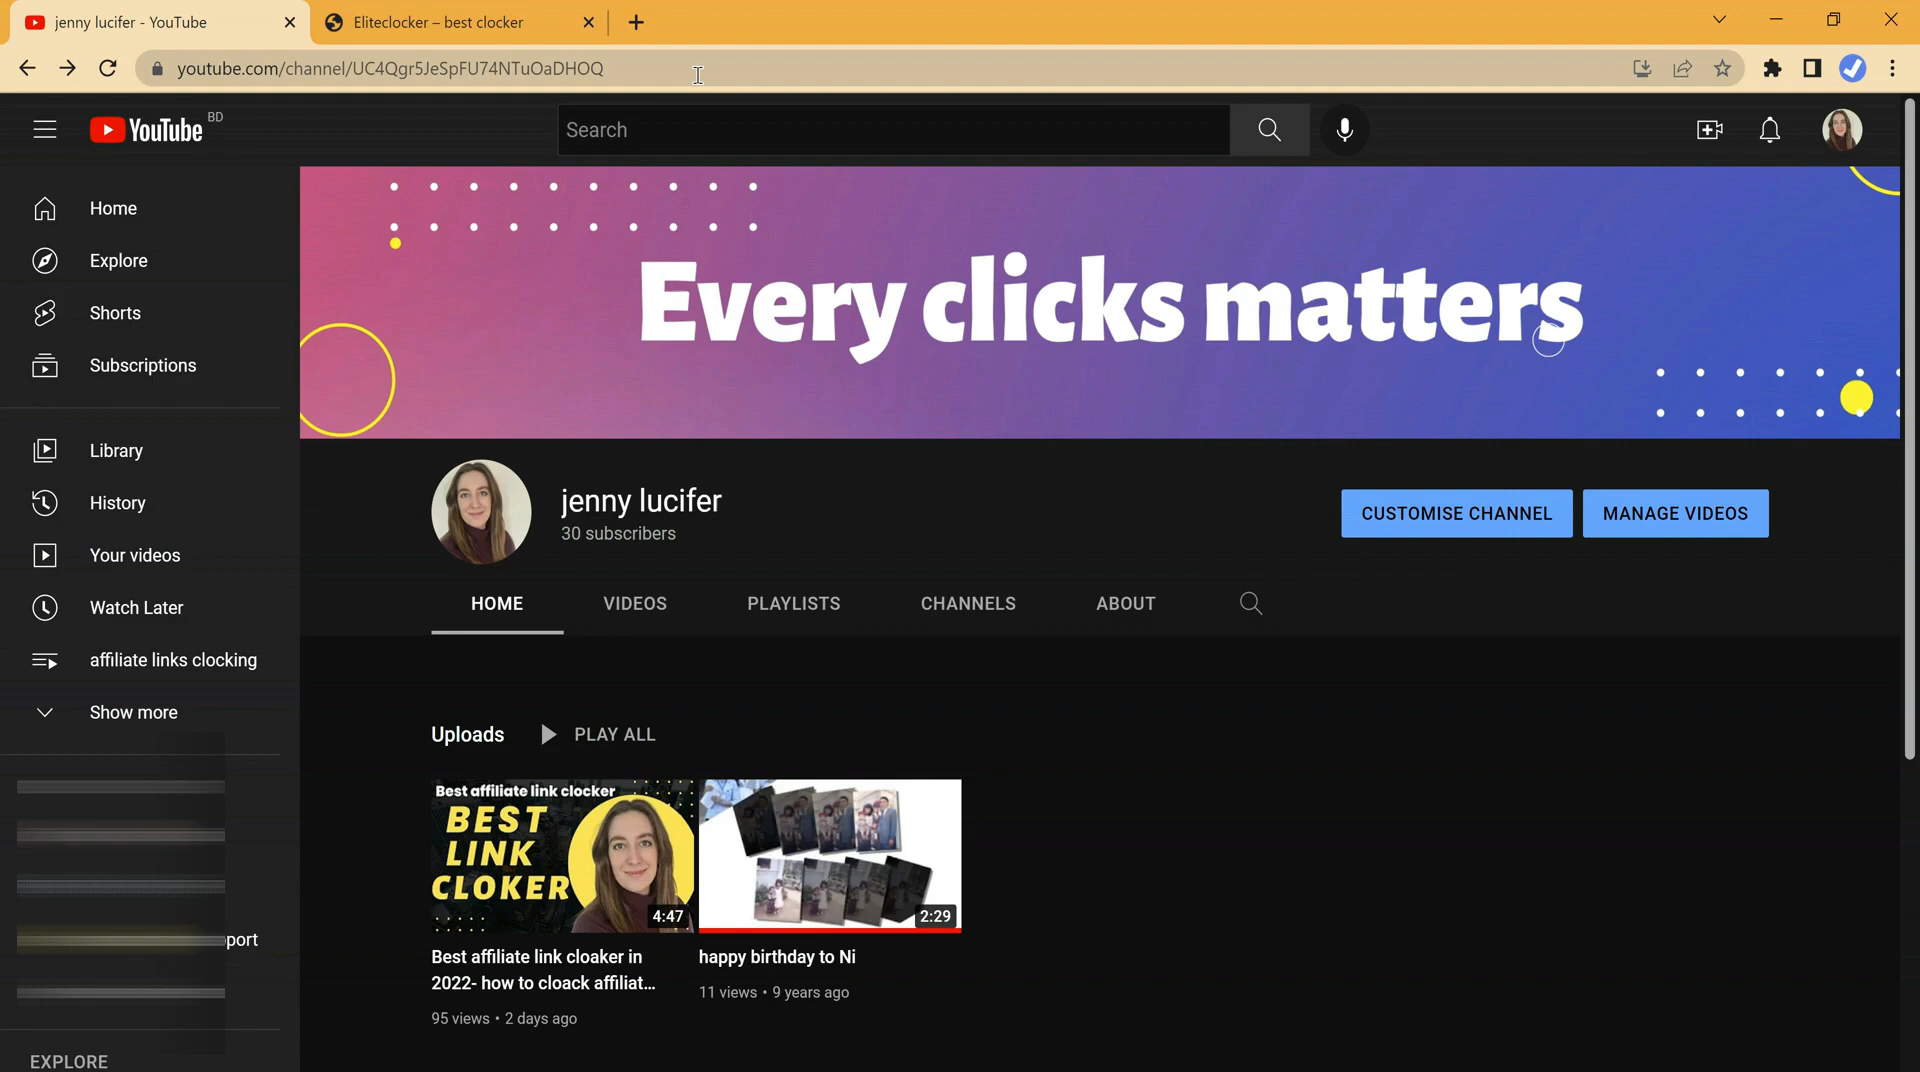 jenny lucifer - YouTube
Eliteclocker – best clocker
youtube.com/channel/UC4Qgr5JeSpFU74NTuOaDHOQ
YouTube BD
Search
Home
Explore
Shorts
Subscriptions
Library
History
Your videos
Watch Later
affiliate links clocking
Show more
port
EXPLORE
Every clicks matters
jenny lucifer
30 subscribers
CUSTOMISE CHANNEL
MANAGE VIDEOS
HOME VIDEOS PLAYLISTS CHANNELS ABOUT
Uploads PLAY ALL
Best affiliate link clocker
BEST
LINK
CLOKER
4:47
2:29
Best affiliate link cloaker in
2022- how to cloack affiliat...
95 views • 2 days ago
happy birthday to Ni
11 views • 9 years ago